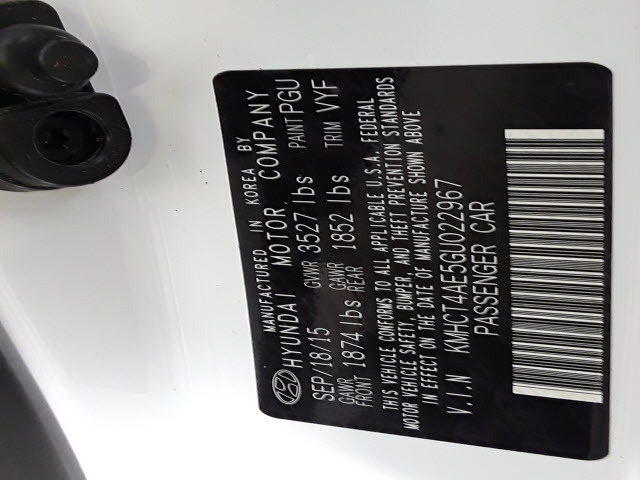 MANUFACTURED IN KOREA BY
HYUNDAI MOTOR COMPANY
SEP/18/15 GVWR 3527 lbs PAINT PGU
GAWR FRONT 1874 lbs GAWR REAR 1852 lbs TRIM VYF
THIS VEHICLE CONFORMS TO ALL APPLICABLE U.S.A. FEDERAL
MOTOR VEHICLE SAFETY, BUMPER, AND THEFT PREVENTION STANDARDS
IN EFFECT ON THE DATE OF MANUFACTURE SHOWN ABOVE
V.I.N KMHCT4AE5GU022967
PASSENGER CAR